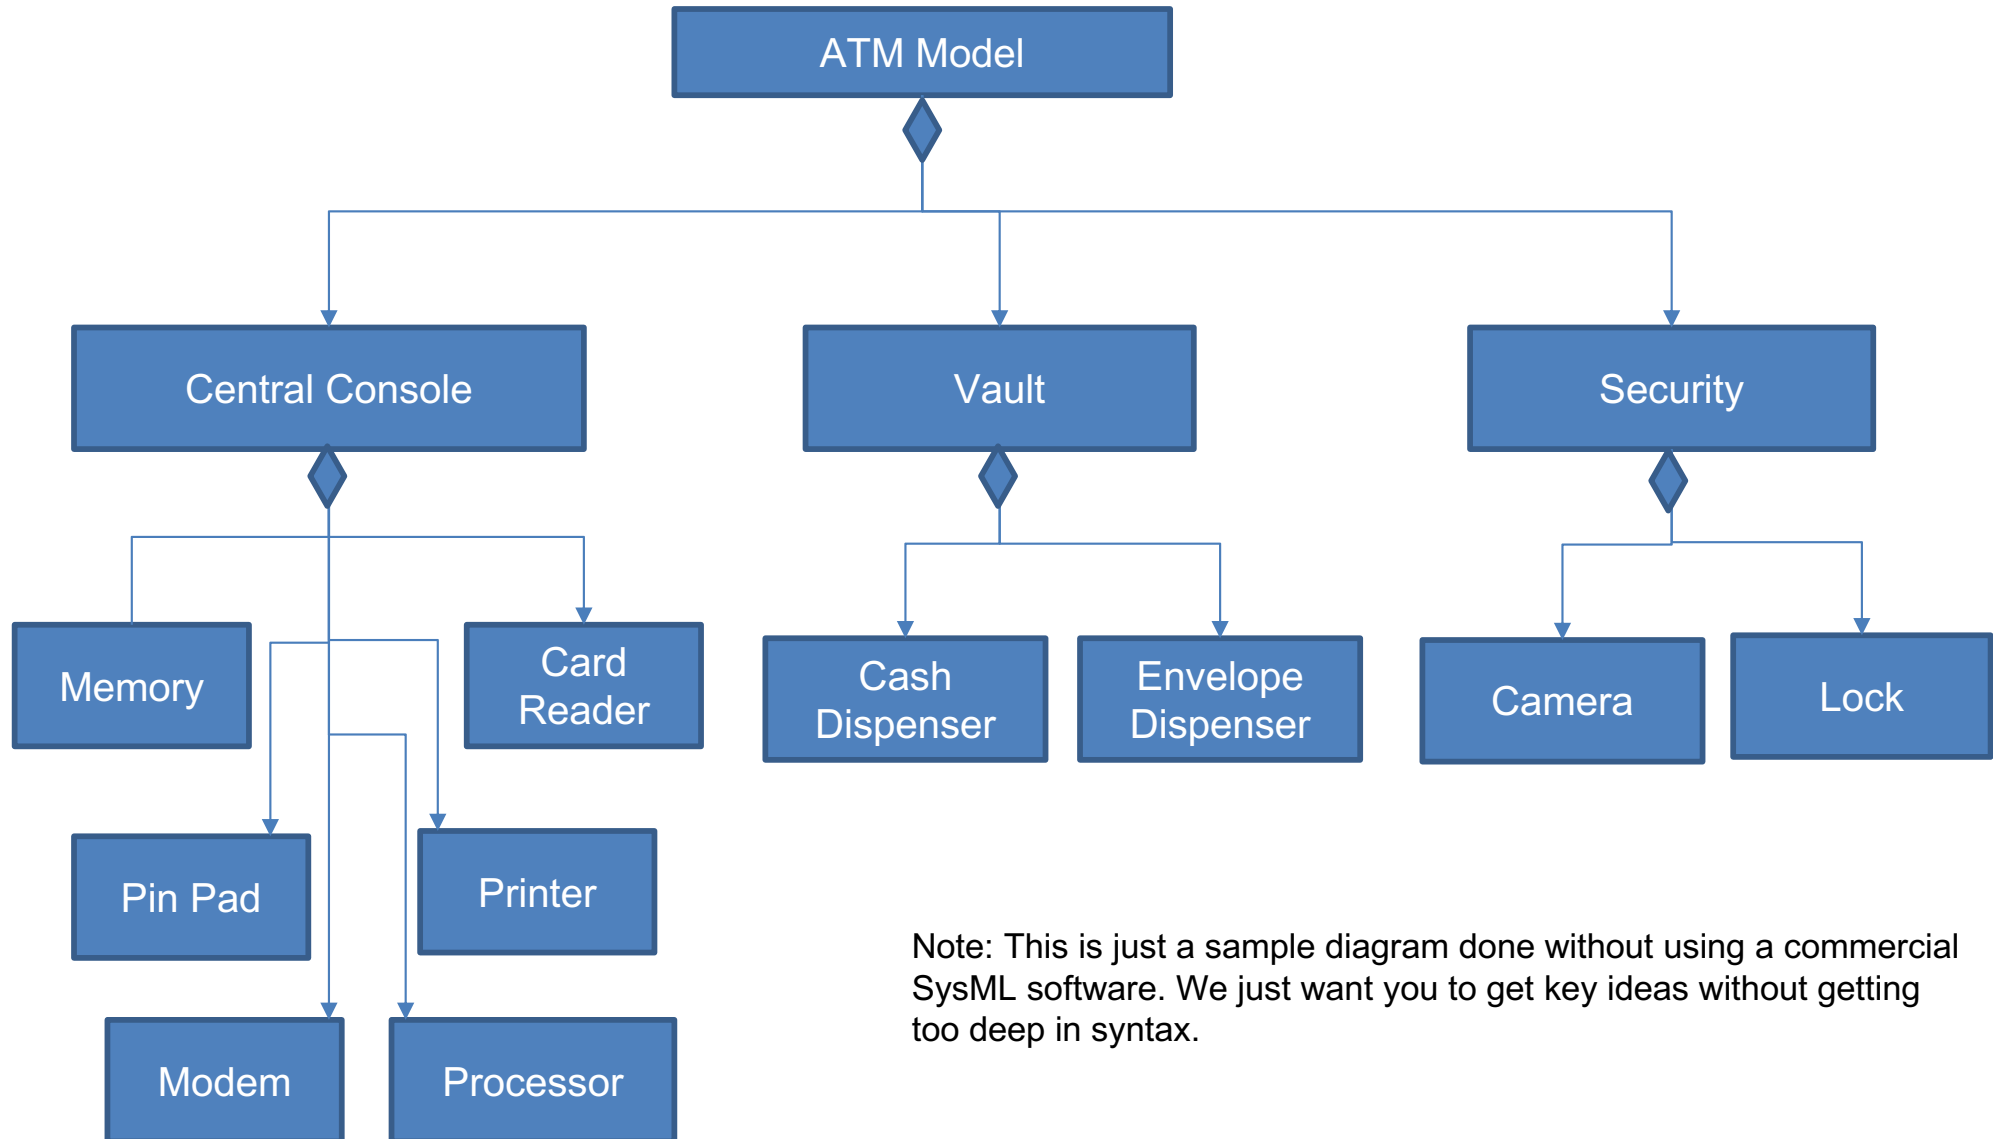 ATM Model
Central Console
Vault
Security
Memory
Card
Reader
Cash
Dispenser
Envelope
Dispenser
Camera
Lock
Pin Pad
Printer
Modem
Processor
Note: This is just a sample diagram done without using a commercial
SysML software. We just want you to get key ideas without getting
too deep in syntax.